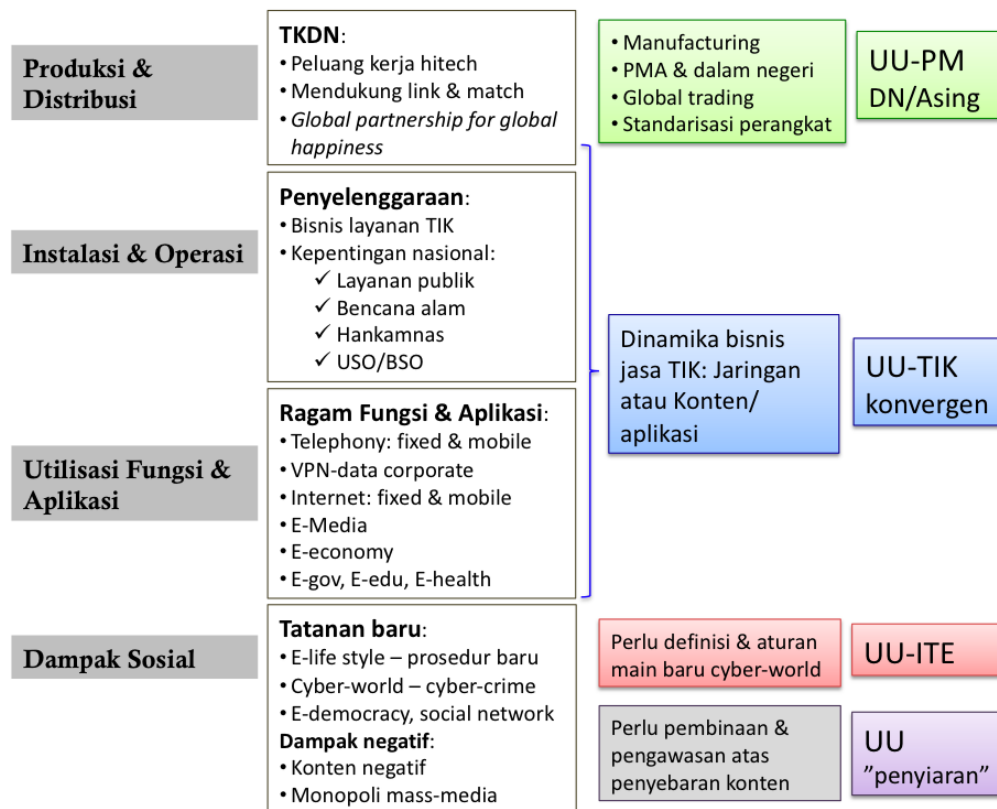 Produksi &
Distribusi
TKDN:
• Peluang kerja hitech
• Mendukung link & match
• Global partnership for global
happiness
• Manufacturing
• PMA & dalam negeri
• Global trading
• Standarisasi perangkat
UU-PM
DN/Asing
Instalasi & Operasi
Penyelenggaraan:
• Bisnis layanan TIK
• Kepentingan nasional:
✓ Layanan publik
✓ Bencana alam
✓ Hankamnas
✓ USO/BSO
Utilisasi Fungsi &
Aplikasi
Ragam Fungsi & Aplikasi:
• Telephony: fixed & mobile
• VPN-data corporate
• Internet: fixed & mobile
• E-Media
• E-economy
• E-gov, E-edu, E-health
Dinamika bisnis
jasa TIK: Jaringan
atau Konten/
aplikasi
UU-TIK
konvergen
Dampak Sosial
Tatanan baru:
• E-life style – prosedur baru
• Cyber-world – cyber-crime
• E-democracy, social network
Dampak negatif:
• Konten negatif
• Monopoli mass-media
Perlu definisi & aturan
main baru cyber-world
UU-ITE
Perlu pembinaan &
pengawasan atas
penyebaran konten
UU
”penyiaran”